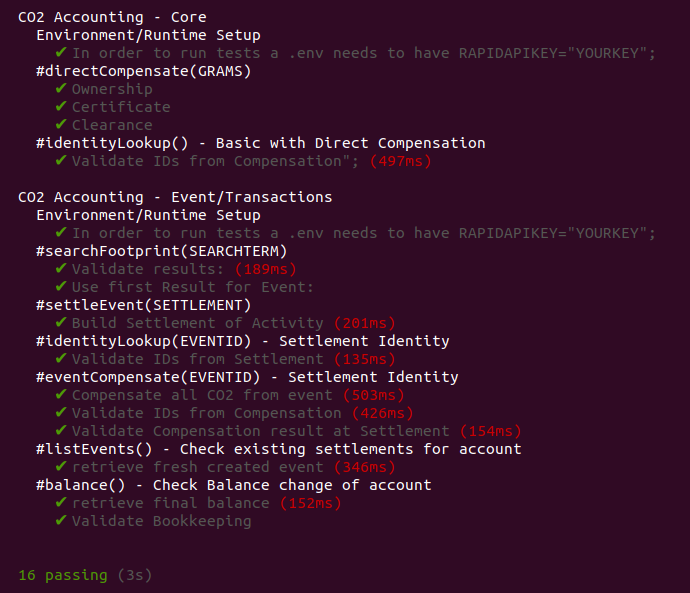 CO2 Accounting - Core
Environment/Runtime Setup
✔ In order to run tests a .env needs to have RAPIDAPIKEY="YOURKEY";
#directCompensate(GRAMS)
✔ Ownership
✔ Certificate
✔ Clearance
#identityLookup() - Basic with Direct Compensation
✔ Validate IDs from Compensation"; (497ms)
CO2 Accounting - Event/Transactions
Environment/Runtime Setup
✔ In order to run tests a .env needs to have RAPIDAPIKEY="YOURKEY";
#searchFootprint(SEARCHTERM)
✔ Validate results: (189ms)
✔ Use first Result for Event:
#settleEvent(SETTLEMENT)
✔ Build Settlement of Activity (201ms)
#identityLookup(EVENTID) - Settlement Identity
✔ Validate IDs from Settlement (135ms)
#eventCompensate(EVENTID) - Settlement Identity
✔ Compensate all CO2 from event (503ms)
✔ Validate IDs from Compensation (426ms)
✔ Validate Compensation result at Settlement (154ms)
#listEvents() - Check existing settlements for account
✔ retrieve fresh created event (346ms)
#balance() - Check Balance change of account
✔ retrieve final balance (152ms)
✔ Validate Bookkeeping
16 passing (3s)